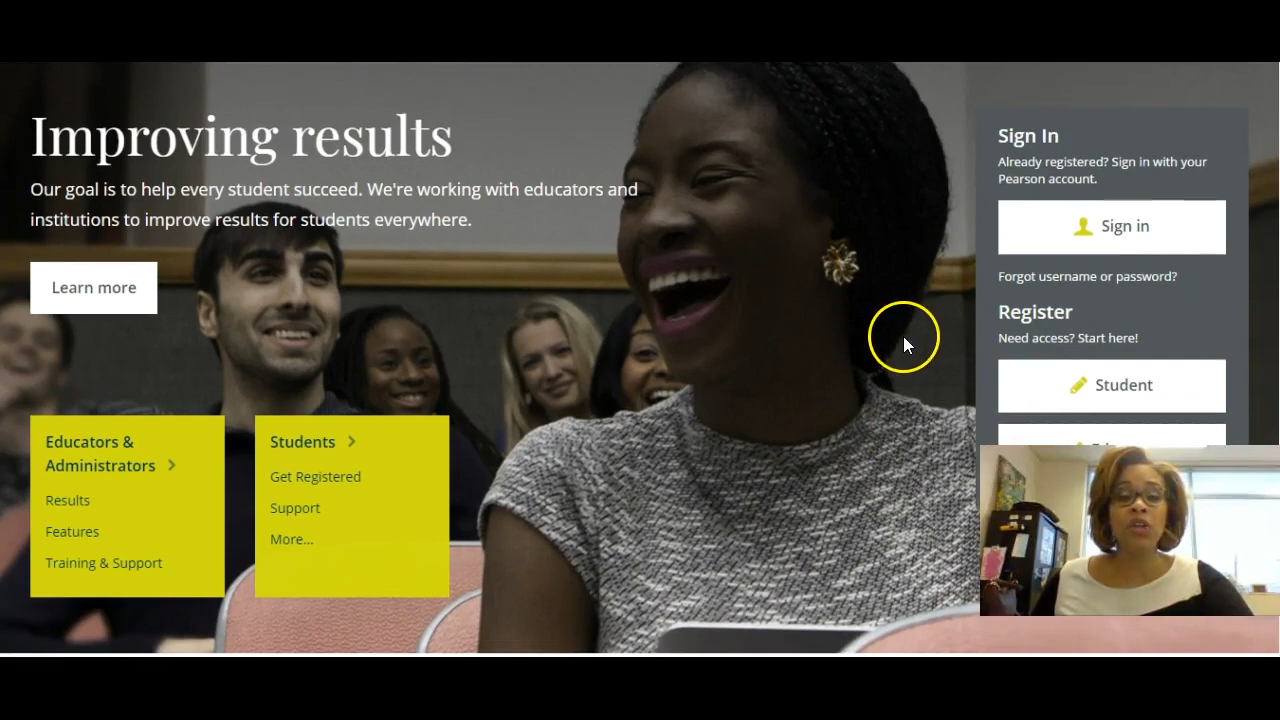 Improving results
Our goal is to help every student succeed. We're working with educators and
institutions to improve results for students everywhere.
Learn more
Educators &
Administrators
Results
Features
Training & Support
Students
Get Registered
Support
More...
Sign In
Already registered? Sign in with your
Pearson account.
Sign in
Forgot username or password?
Register
Need access? Start here!
Student